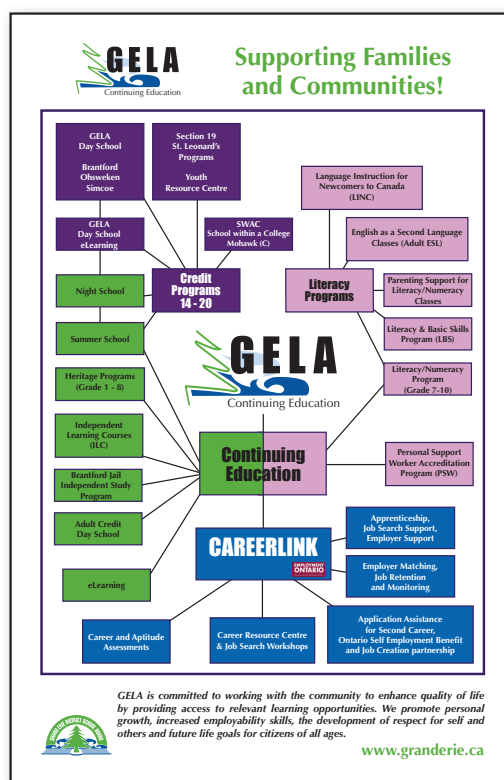 GELA
Continuing Education
Supporting Families
and Communities!
GELA
Day School
Brantford
Ohsweken
Simcoe
Section 19
St. Leonard's
Programs
Youth
Resource Centre
Language Instruction for
Newcomers to Canada
(LINC)
GELA
Day School
eLearning
SWAC
School within a College
Mohawk (C)
English as a Second Language
Classes (Adult ESL)
Night School
Credit
Programs
14 - 20
Literacy
Programs
Parenting Support for
Literacy/Numeracy
Classes
Summer School
Literacy & Basic Skills
Program (LBS)
GELA
Continuing Education
Heritage Programs
(Grade 1 - 8)
Literacy/Numeracy
Program
(Grade 7-10)
Independent
Learning Courses
(ILC)
Continuing
Education
Personal Support
Worker Accreditation
Program (PSW)
Brantford Jail
Independent Study
Program
Adult Credit
Day School
Apprenticeship,
Job Search Support,
Employer Support
CAREERLINK
EMPLOYMENT
ONTARIO
eLearning
Employer Matching,
Job Retention
and Monitoring
Career and Aptitude
Assessments
Career Resource Centre
& Job Search Workshops
Application Assistance
for Second Career,
Ontario Self Employment Benefit
and Job Creation partnership
GELA is committed to working with the community to enhance quality of life
by providing access to relevant learning opportunities. We promote personal
growth, increased employability skills, the development of respect for self and
others and future life goals for citizens of all ages.
GRAND ERIE DISTRICT SCHOOL BOARD
www.granderie.ca